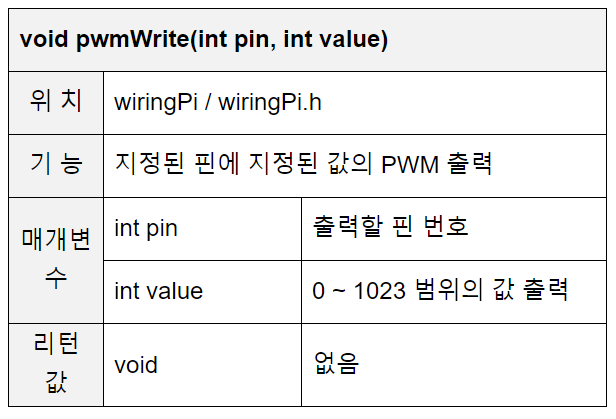 void pwmWrite(int pin, int value)
위 치
wiringPi / wiringPi.h
기 능
지정된 핀에 지정된 값의 PWM 출력
매개변
수
int pin
출력할 핀 번호
int value
0 ~ 1023 범위의 값 출력
리턴
값
void
없음